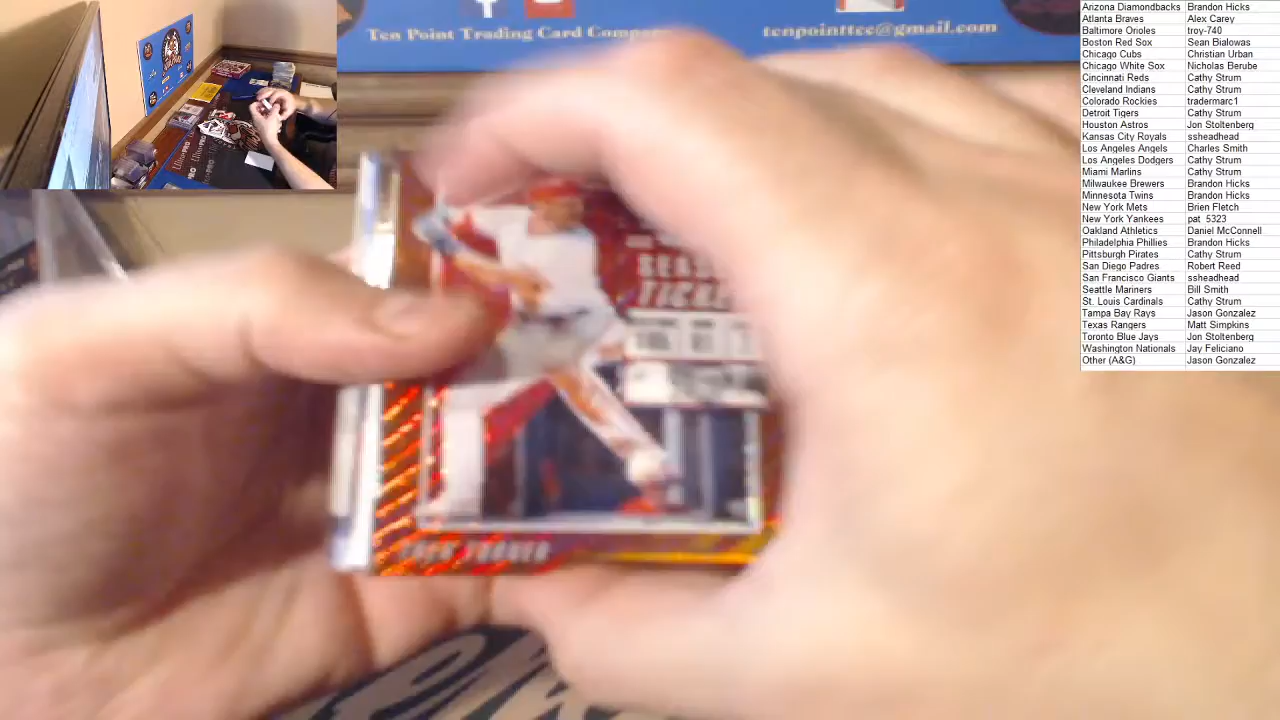 Ten Point Trading Card Company
tenpointtcc@gmail.com
SEAS
TICKE
Arizona Diamondbacks Brandon Hicks
Atlanta Braves Alex Carey
Baltimore Orioles troy-740
Boston Red Sox Sean Bialowas
Chicago Cubs Christian Urban
Chicago White Sox Nicholas Berube
Cincinnati Reds Cathy Strum
Cleveland Indians Cathy Strum
Colorado Rockies tradermarc1
Detroit Tigers Cathy Strum
Houston Astros Jon Stoltenberg
Kansas City Royals ssheadhead
Los Angeles Angels Charles Smith
Los Angeles Dodgers Cathy Strum
Miami Marlins Cathy Strum
Milwaukee Brewers Brandon Hicks
Minnesota Twins Brandon Hicks
New York Mets Brien Fletch
New York Yankees pat 5323
Oakland Athletics Daniel McConnell
Philadelphia Phillies Brandon Hicks
Pittsburgh Pirates Cathy Strum
San Diego Padres Robert Reed
San Francisco Giants ssheadhead
Seattle Mariners Bill Smith
St. Louis Cardinals Cathy Strum
Tampa Bay Rays Jason Gonzalez
Texas Rangers Matt Simpkins
Toronto Blue Jays Jon Stoltenberg
Washington Nationals Jay Feliciano
Other (A&G) Jason Gonzalez